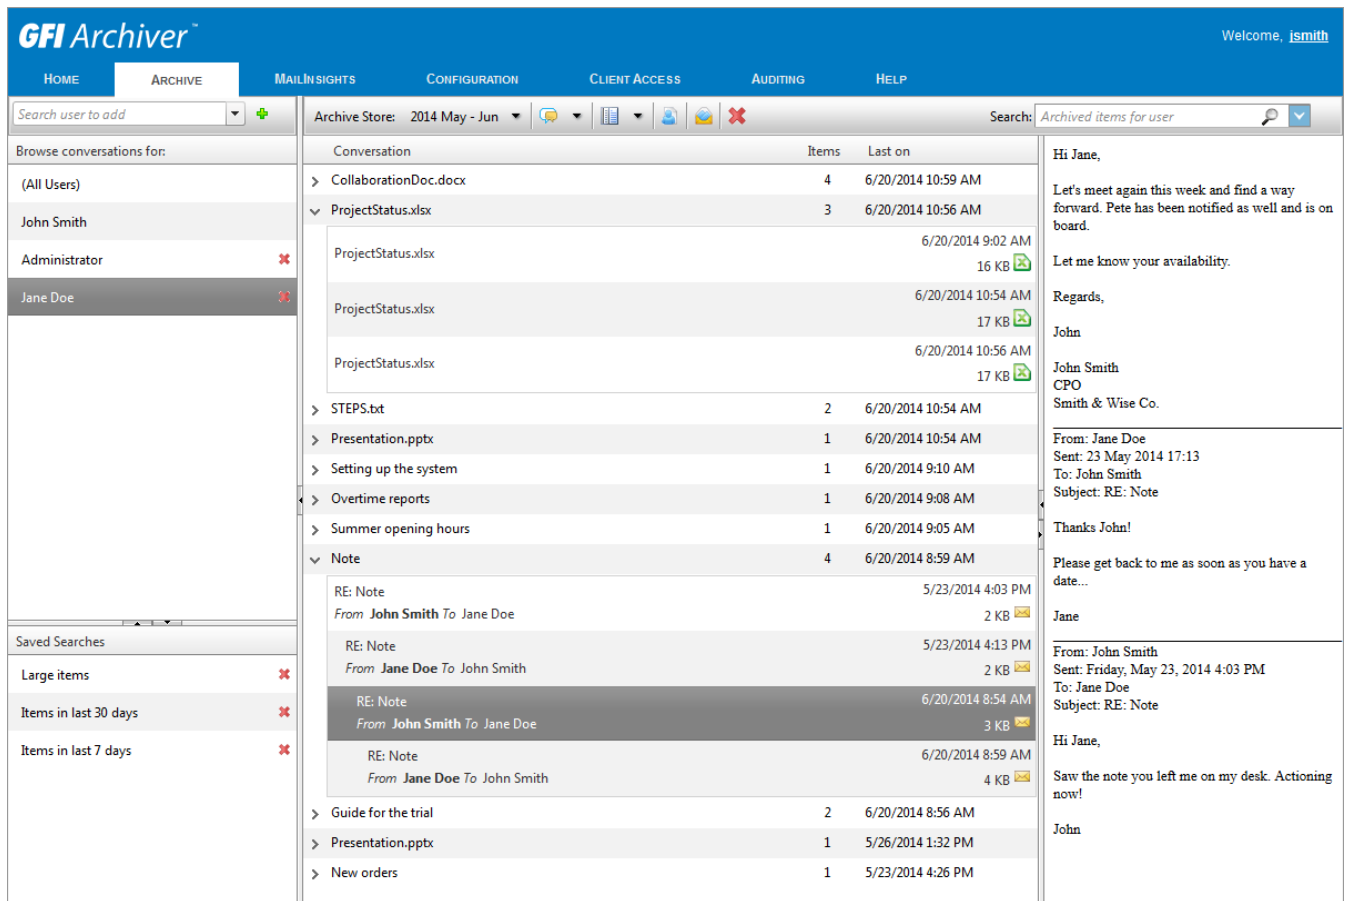 GFI Archiver™
Welcome, jsmith
HOME ARCHIVE MAILINSIGHTS CONFIGURATION CLIENT ACCESS AUDITING HELP
Search user to add
Archive Store: 2014 May - Jun
Search: Archived items for user
Browse conversations for:
(All Users)
John Smith
Administrator
Jane Doe
Saved Searches
Large items
Items in last 30 days
Items in last 7 days
Conversation Items Last on
CollaborationDoc.docx 4 6/20/2014 10:59 AM
ProjectStatus.xlsx 3 6/20/2014 10:56 AM
6/20/2014 9:02 AM
ProjectStatus.xlsx
16 KB
6/20/2014 10:54 AM
ProjectStatus.xlsx
17 KB
6/20/2014 10:56 AM
ProjectStatus.xlsx
17 KB
STEPS.txt 2 6/20/2014 10:54 AM
Presentation.pptx 1 6/20/2014 10:54 AM
Setting up the system 1 6/20/2014 9:10 AM
Overtime reports 1 6/20/2014 9:08 AM
Summer opening hours 1 6/20/2014 9:05 AM
Note 4 6/20/2014 8:59 AM
RE: Note 5/23/2014 4:03 PM
From John Smith To Jane Doe 2 KB
RE: Note 5/23/2014 4:13 PM
From Jane Doe To John Smith 2 KB
RE: Note 6/20/2014 8:54 AM
From John Smith To Jane Doe 3 KB
RE: Note 6/20/2014 8:59 AM
From Jane Doe To John Smith 4 KB
Guide for the trial 2 6/20/2014 8:56 AM
Presentation.pptx 1 5/26/2014 1:32 PM
New orders 1 5/23/2014 4:26 PM
Hi Jane,
Let's meet again this week and find a way
forward. Pete has been notified as well and is on
board.
Let me know your availability.
Regards,
John
John Smith
CPO
Smith & Wise Co.
From: Jane Doe
Sent: 23 May 2014 17:13
To: John Smith
Subject: RE: Note
Thanks John!
Please get back to me as soon as you have a
date...
Jane
From: John Smith
Sent: Friday, May 23, 2014 4:03 PM
To: Jane Doe
Subject: RE: Note
Hi Jane,
Saw the note you left me on my desk. Actioning
now!
John